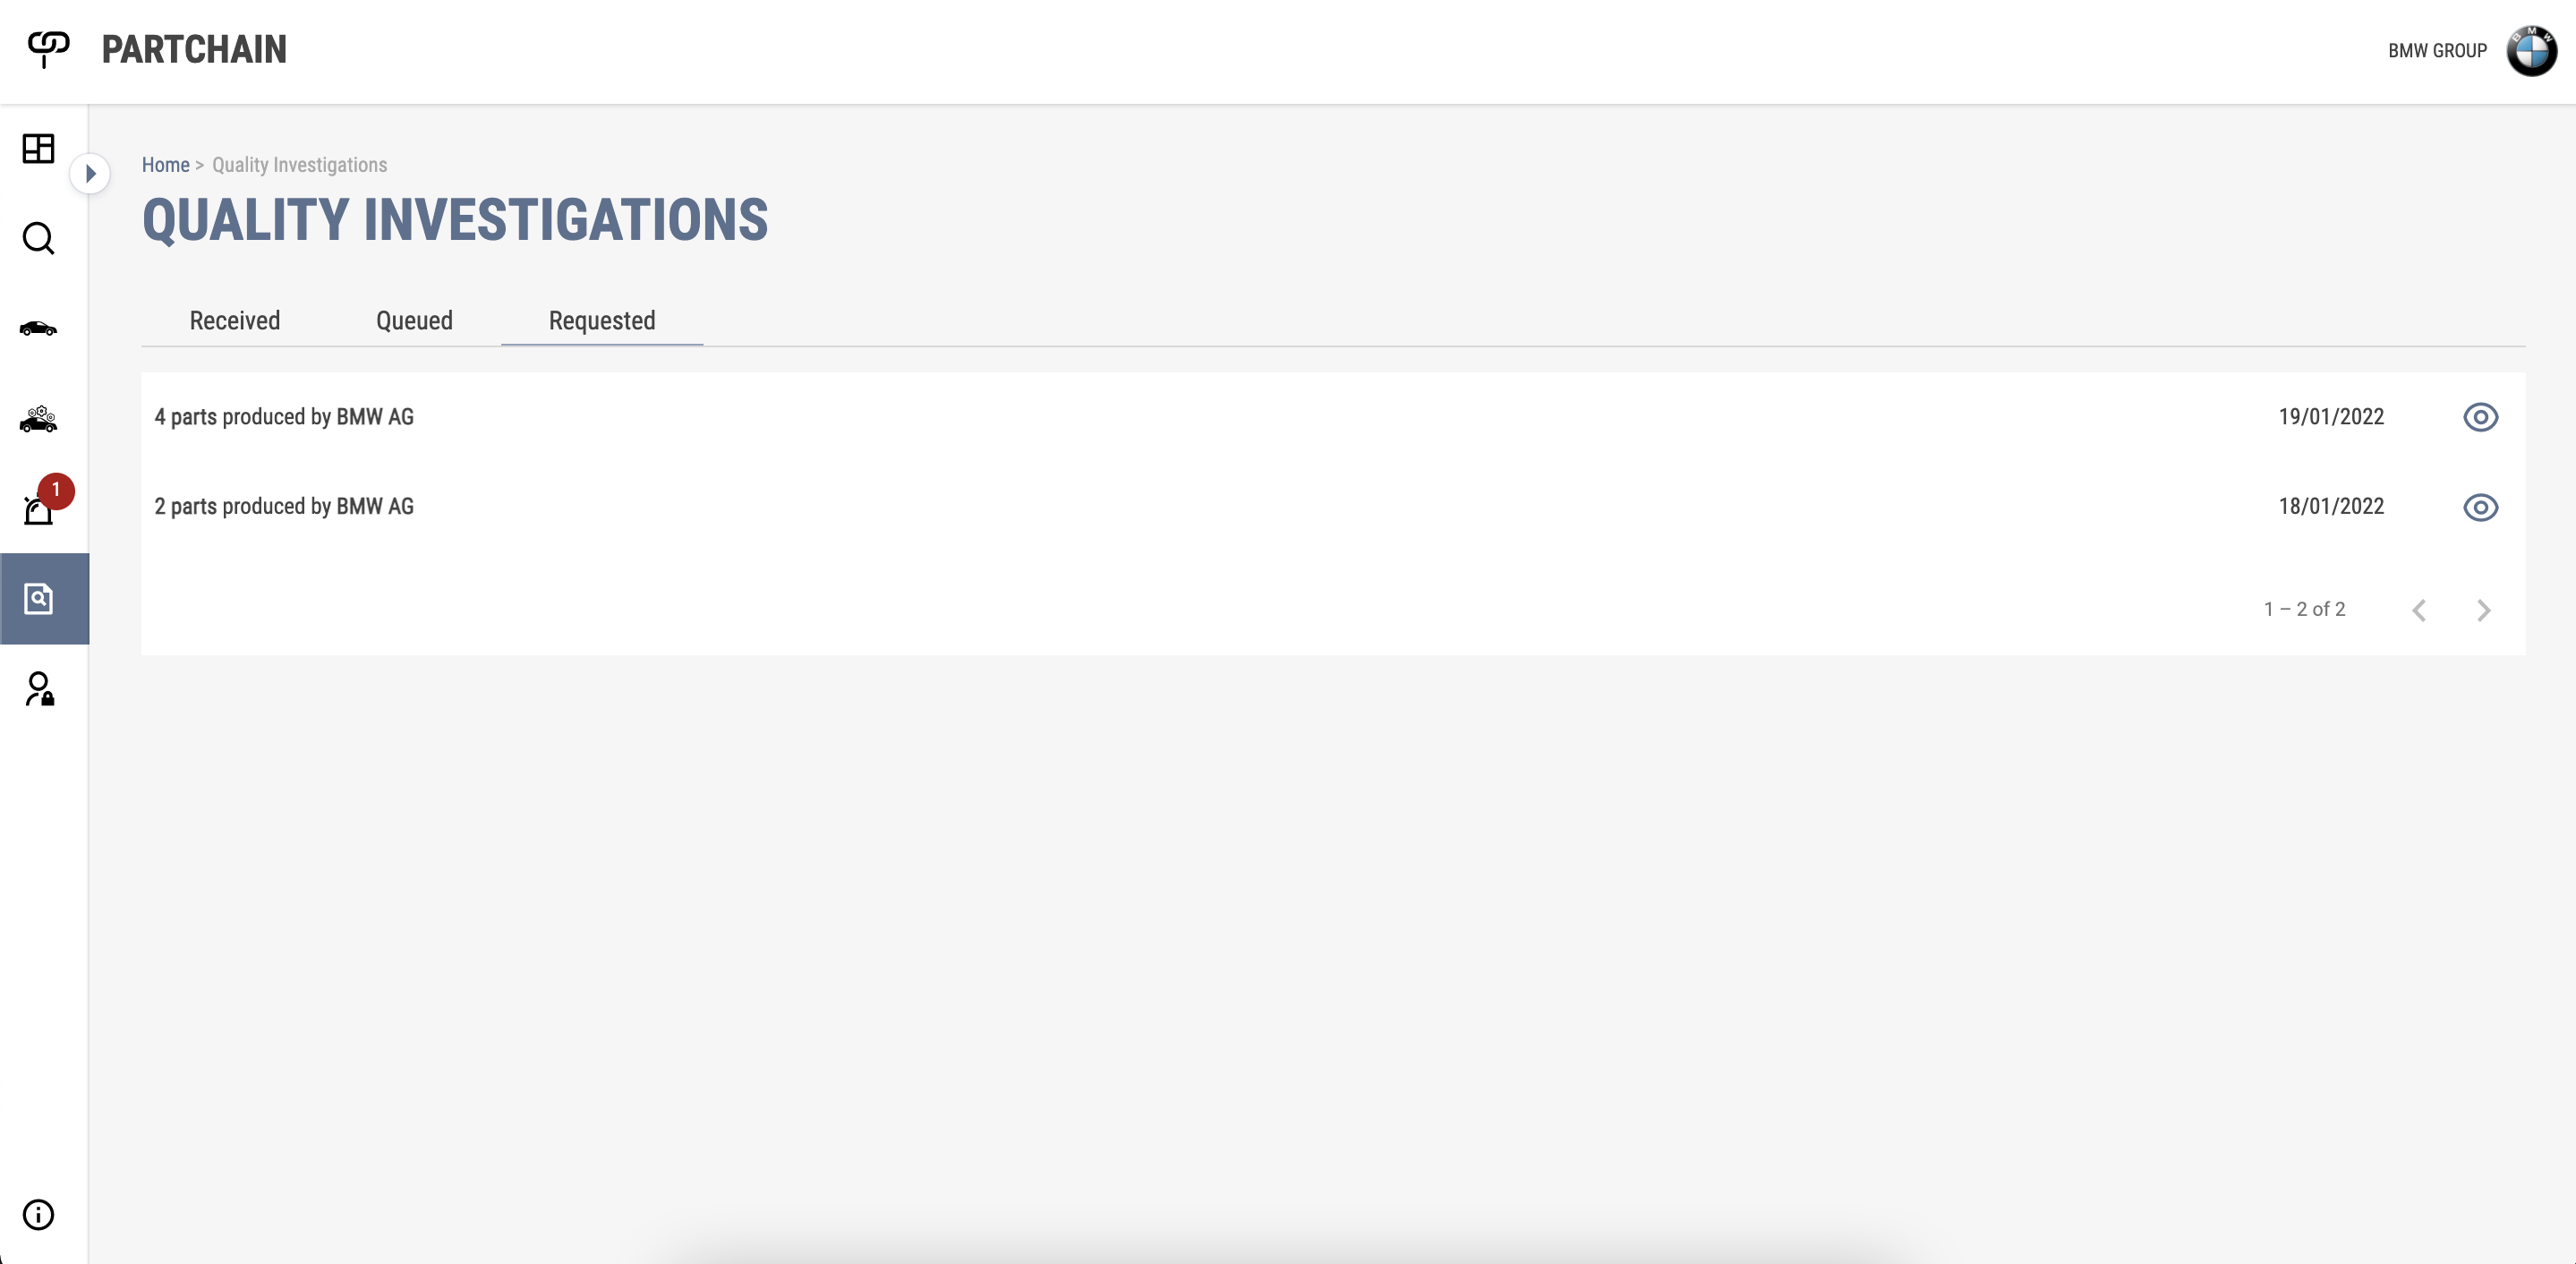 PARTCHAIN
BMW GROUP
BMW
Home > Quality Investigations
QUALITY INVESTIGATIONS
Received Queued Requested
4 parts produced by BMW AG 19/01/2022
1
2 parts produced by BMW AG 18/01/2022
1 – 2 of 2